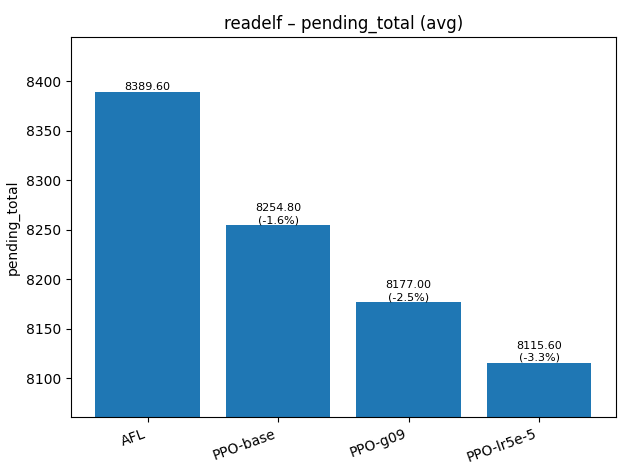 readelf – pending_total (avg)
pending_total
8400
8350
8300
8250
8200
8150
8100
8389.60
8254.80
(-1.6%)
8177.00
(-2.5%)
8115.60
(-3.3%)
AFL
PPO-base
PPO-g09
PPO-lr5e-5